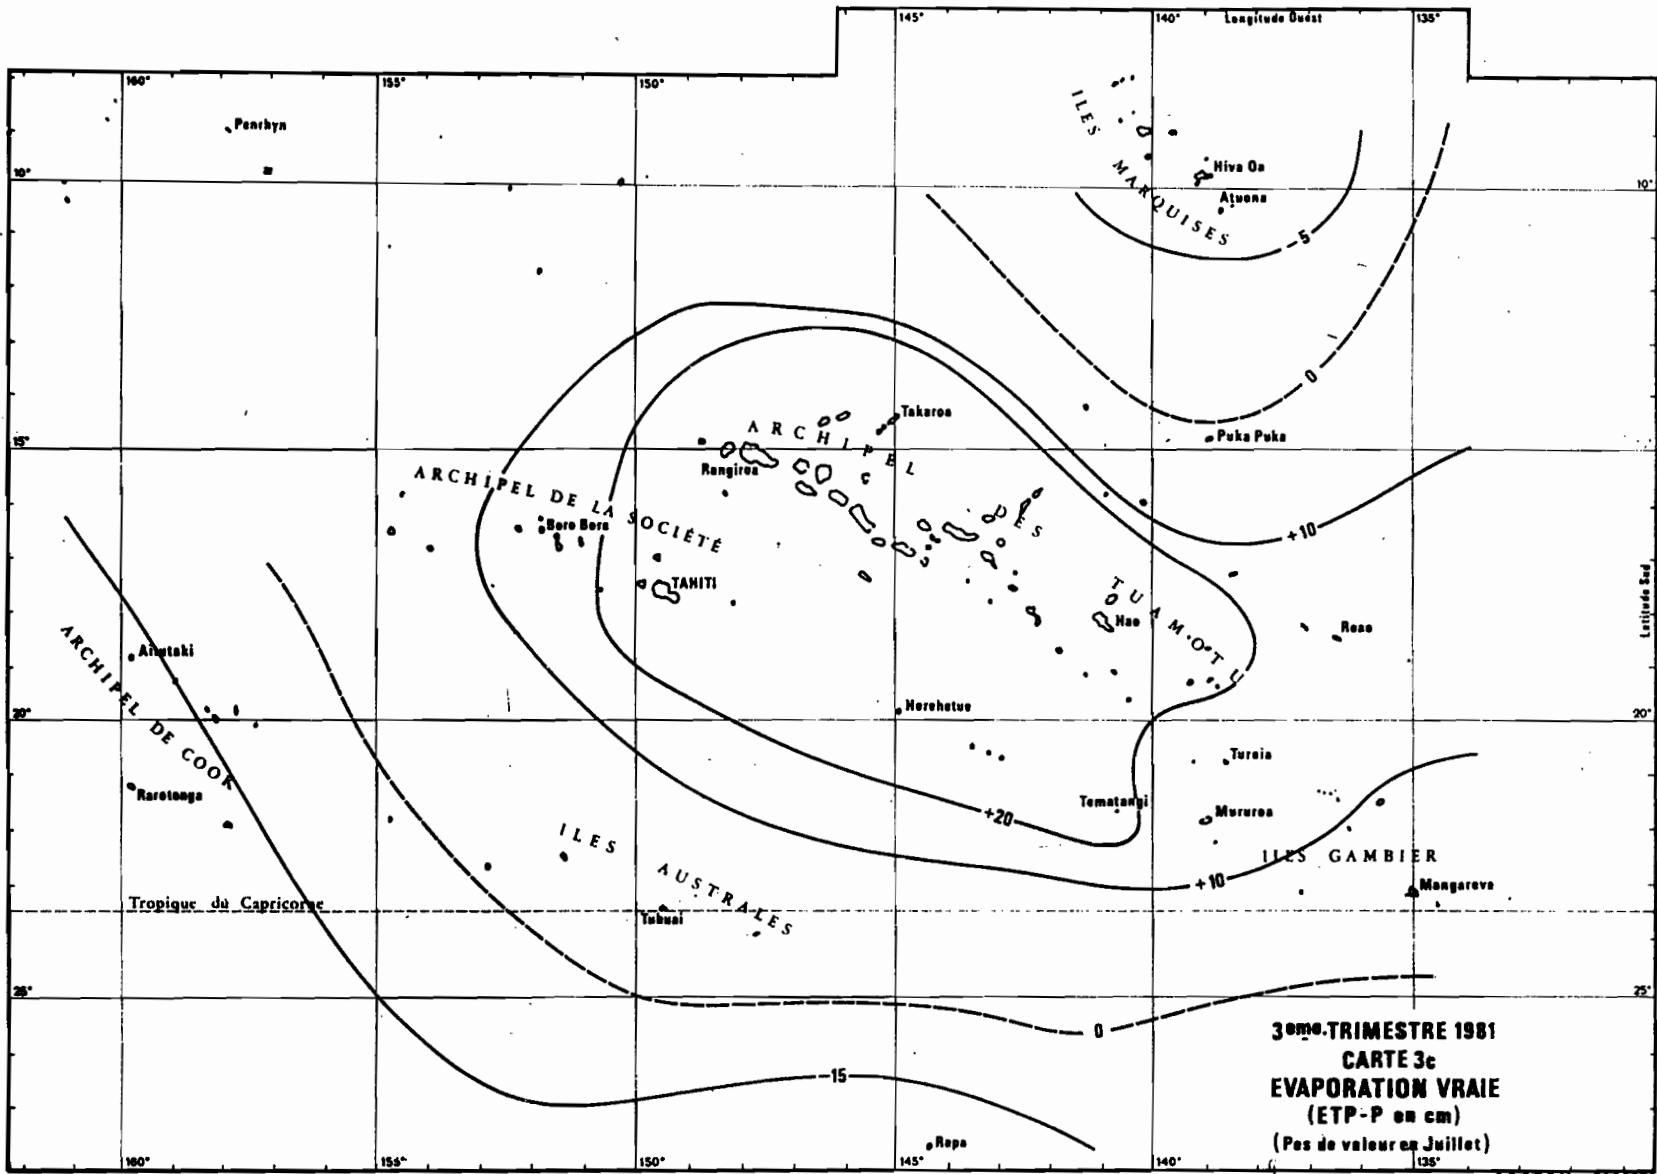 145° 140° Longitude Ouest 135°
160° 155° 150°
Penrhyn
ILES MARQUISES
Hiva Oa
Atuona
10° 10°
-5
0
Takaroa
ARCHIPEL DES TUAMOTU
Puka Puka
15°
Rangiroa
ARCHIPEL DE LA SOCIÉTÉ
Bora Bora
+10
TAHITI
Hao
Latitude Sud
Reao
ARCHIPEL DE COOK
Aitutaki
Herehetue
20° 20°
Tureia
Rarotonga
Tematangi
+20
Mururoa
ILES AUSTRALES
ILES GAMBIER
+10
Mangareva
Tropique du Capricorne
Tubuai
25° 25°
0
-15
3eme.TRIMESTRE 1981
CARTE 3c
EVAPORATION VRAIE
(ETP-P en cm)
(Pas de valeur en Juillet)
Rapa
160° 155° 150° 145° 140° 135°